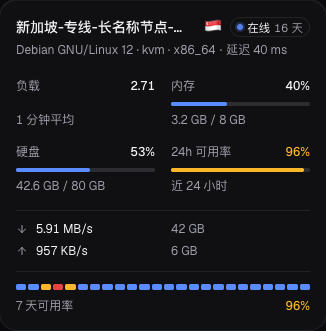 新加坡-专线-长名称节点-... 在线 16 天
Debian GNU/Linux 12 · kvm · x86_64 · 延迟 40 ms
负载 2.71 内存 40%
1 分钟平均 3.2 GB / 8 GB
硬盘 53% 24h 可用率 96%
42.6 GB / 80 GB 近 24 小时
↓ 5.91 MB/s 42 GB
↑ 957 KB/s 6 GB
7 天可用率 96%